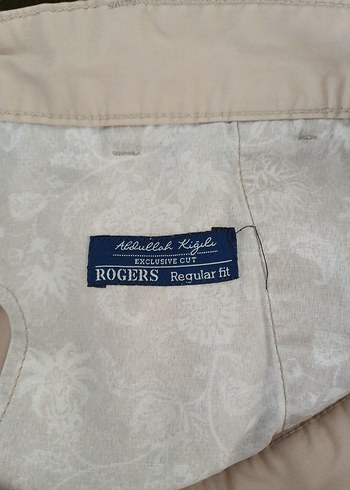 Abdullah Kiğılı
EXCLUSIVE CUT
ROGERS Regular fit